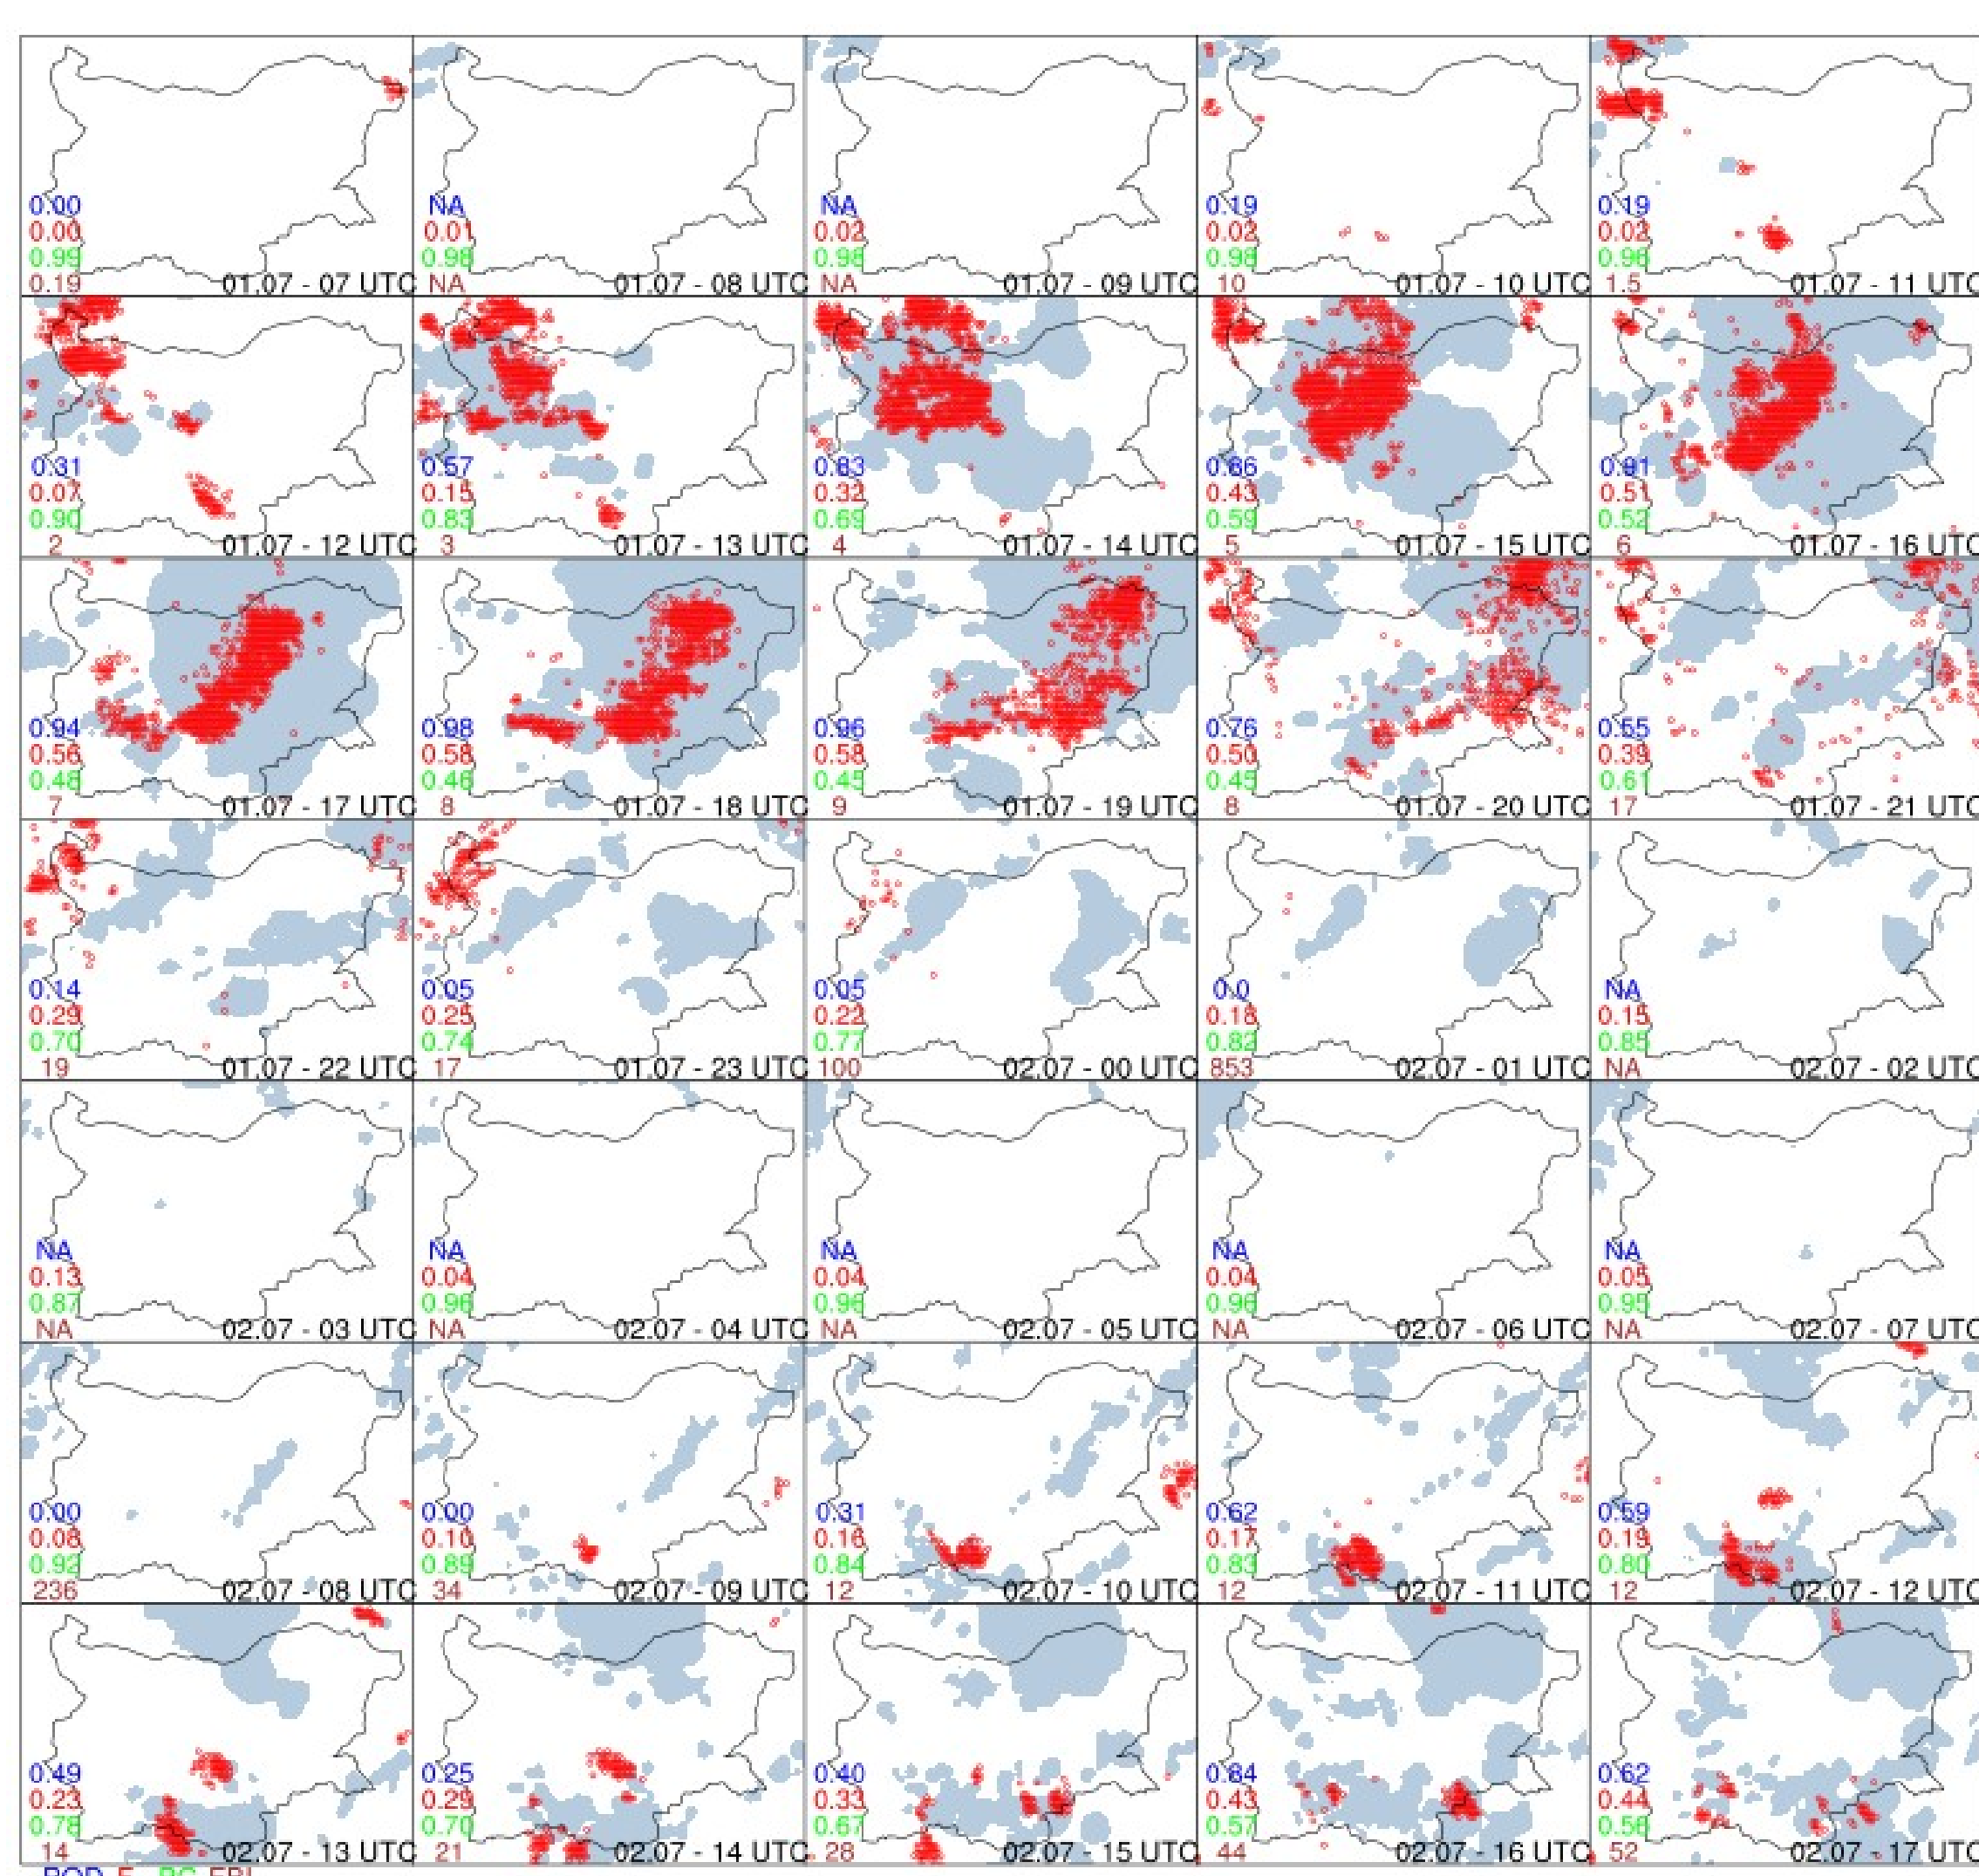 0.00
0.00
0.99
0.19 01.07 - 07 UTC
NA
0.01
0.98
NA 01.07 - 08 UTC
NA
0.02
0.98
NA 01.07 - 09 UTC
0.19
0.02
0.98
10 01.07 - 10 UTC
0.19
0.02
0.96
1.5 01.07 - 11 UTC
0.31
0.07
0.90
2 01.07 - 12 UTC
0.57
0.15
0.83
3 01.07 - 13 UTC
0.83
0.32
0.69
4 01.07 - 14 UTC
0.86
0.43
0.59
5 01.07 - 15 UTC
0.91
0.51
0.52
6 01.07 - 16 UTC
0.94
0.56
0.48
7 01.07 - 17 UTC
0.98
0.58
0.46
8 01.07 - 18 UTC
0.96
0.58
0.45
9 01.07 - 19 UTC
0.76
0.50
0.45
8 01.07 - 20 UTC
0.55
0.39
0.61
17 01.07 - 21 UTC
0.14
0.29
0.70
19 01.07 - 22 UTC
0.05
0.25
0.74
17 01.07 - 23 UTC
0.05
0.22
0.77
100 02.07 - 00 UTC
0.0
0.18
0.82
853 02.07 - 01 UTC
NA
0.15
0.85
NA 02.07 - 02 UTC
NA
0.13
0.87
NA 02.07 - 03 UTC
NA
0.04
0.96
NA 02.07 - 04 UTC
NA
0.04
0.96
NA 02.07 - 05 UTC
NA
0.04
0.96
NA 02.07 - 06 UTC
NA
0.05
0.95
NA 02.07 - 07 UTC
0.00
0.08
0.92
236 02.07 - 08 UTC
0.00
0.10
0.89
34 02.07 - 09 UTC
0.31
0.16
0.84
12 02.07 - 10 UTC
0.62
0.17
0.83
12 02.07 - 11 UTC
0.59
0.19
0.80
12 02.07 - 12 UTC
0.49
0.23
0.78
14 02.07 - 13 UTC
0.25
0.29
0.70
21 02.07 - 14 UTC
0.40
0.33
0.67
28 02.07 - 15 UTC
0.84
0.43
0.57
44 02.07 - 16 UTC
0.62
0.44
0.56
52 02.07 - 17 UTC